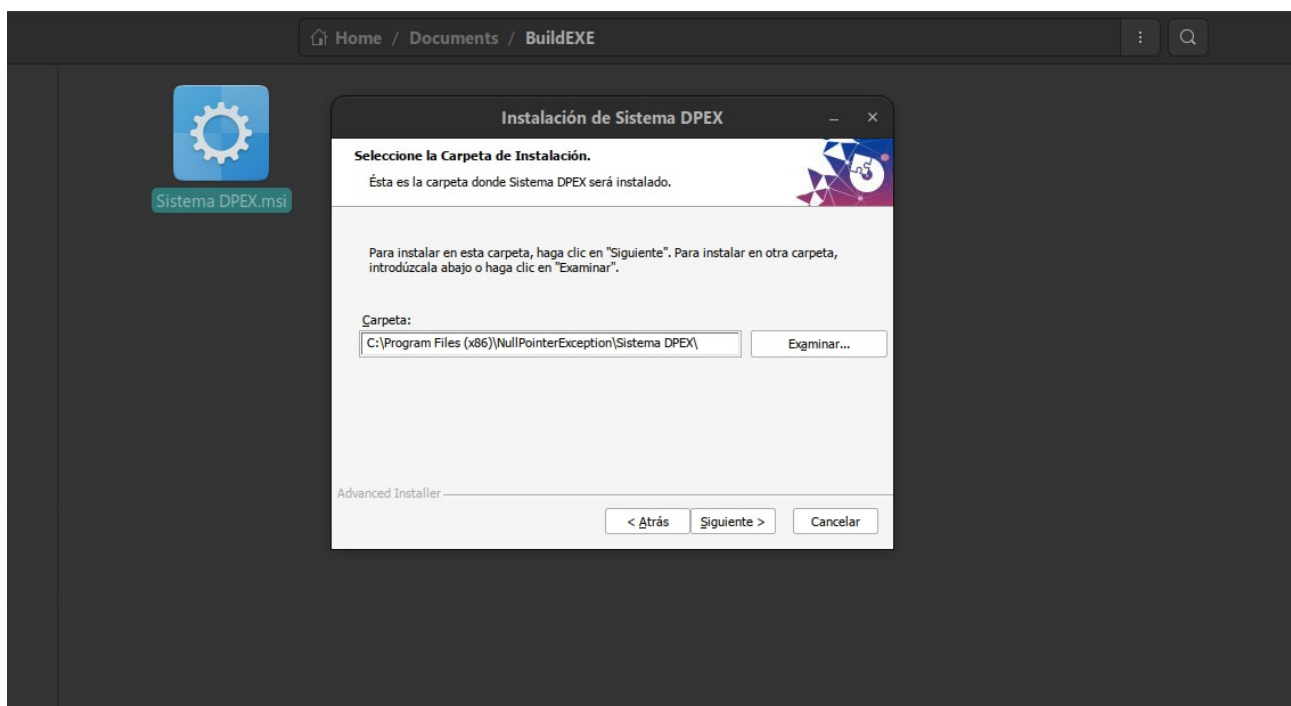 Home / Documents / BuildEXE
Sistema DPEX.msi
Instalación de Sistema DPEX
Seleccione la Carpeta de Instalación.
Ésta es la carpeta donde Sistema DPEX será instalado.
Para instalar en esta carpeta, haga clic en "Siguiente". Para instalar en otra carpeta,
introdúzcala abajo o haga clic en "Examinar".
Carpeta:
C:\Program Files (x86)\NullPointerException\Sistema DPEX\
Examinar...
Advanced Installer
< Atrás
Siguiente >
Cancelar